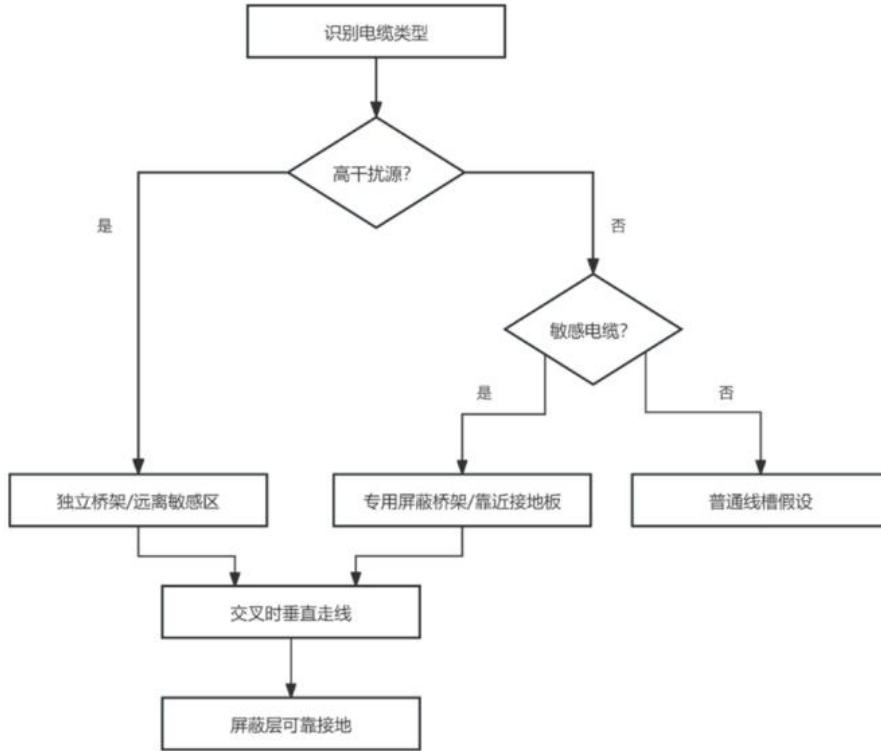 识别电缆类型
高干扰源？
是
否
敏感电缆？
是
否
独立桥架/远离敏感区
专用屏蔽桥架/靠近接地板
普通线槽假设
交叉时垂直走线
屏蔽层可靠接地